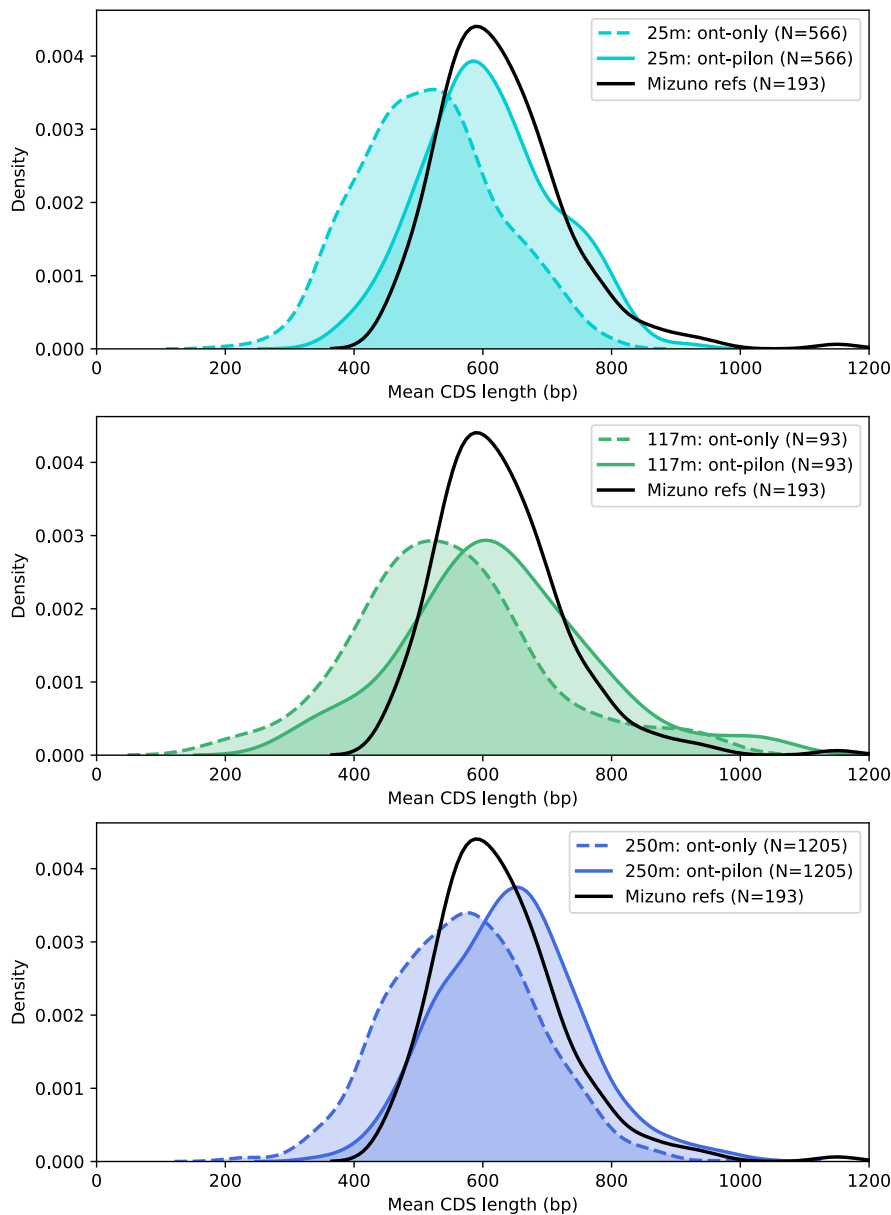 0.004
0.003
0.002
0.001
0.000
Density
25m: ont-only (N=566)
25m: ont-pilon (N=566)
Mizuno refs (N=193)
0 200 400 600 800 1000 1200
Mean CDS length (bp)
0.004
0.003
0.002
0.001
0.000
Density
117m: ont-only (N=93)
117m: ont-pilon (N=93)
Mizuno refs (N=193)
0 200 400 600 800 1000 1200
Mean CDS length (bp)
0.004
0.003
0.002
0.001
0.000
Density
250m: ont-only (N=1205)
250m: ont-pilon (N=1205)
Mizuno refs (N=193)
0 200 400 600 800 1000 1200
Mean CDS length (bp)